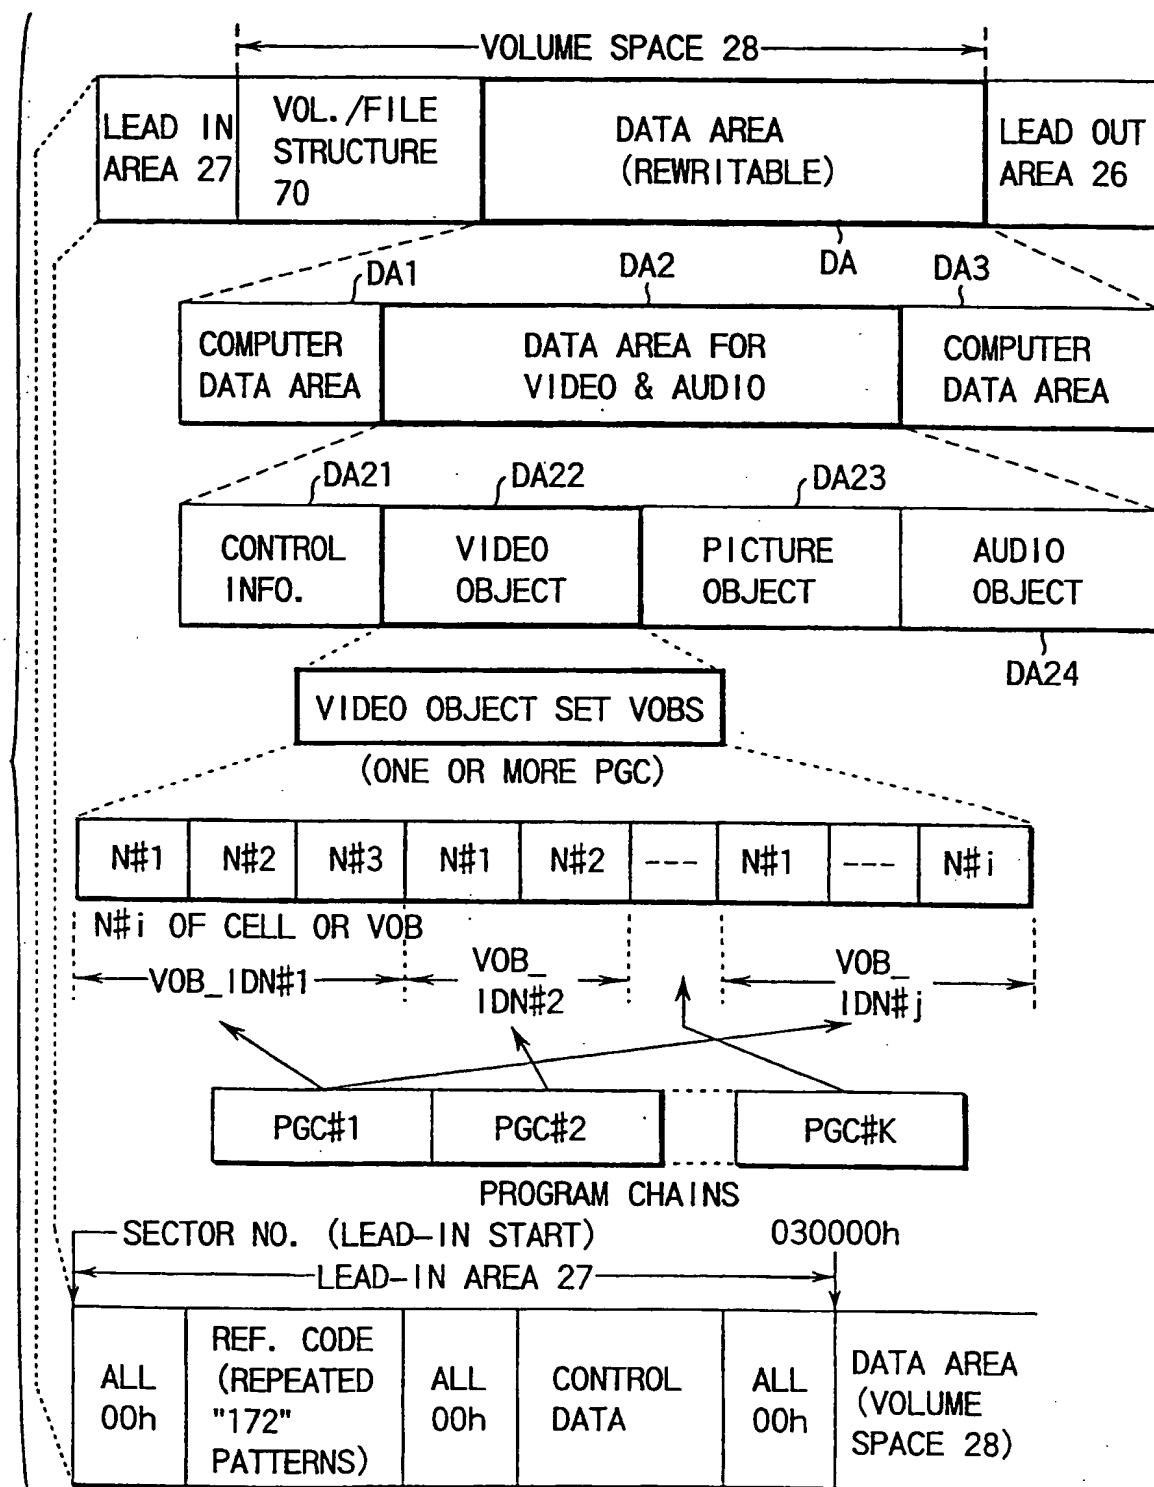 VOLUME SPACE 28
LEAD IN
AREA 27
VOL./FILE
STRUCTURE
70
DATA AREA
(REWRITABLE)
LEAD OUT
AREA 26
DA1
DA2
DA
DA3
COMPUTER
DATA AREA
DATA AREA FOR
VIDEO & AUDIO
COMPUTER
DATA AREA
DA21
DA22
DA23
CONTROL
INFO.
VIDEO
OBJECT
PICTURE
OBJECT
AUDIO
OBJECT
DA24
VIDEO OBJECT SET VOBS
(ONE OR MORE PGC)
N#1 N#2 N#3 N#1 N#2 --- N#1 --- N#i
N#i OF CELL OR VOB
VOB_IDN#1
VOB_
IDN#2
VOB_
IDN#j
PGC#1 PGC#2 PGC#K
PROGRAM CHAINS
SECTOR NO. (LEAD-IN START)
030000h
LEAD-IN AREA 27
ALL
00h
REF. CODE
(REPEATED
"172"
PATTERNS)
ALL
00h
CONTROL
DATA
ALL
00h
DATA AREA
(VOLUME
SPACE 28)